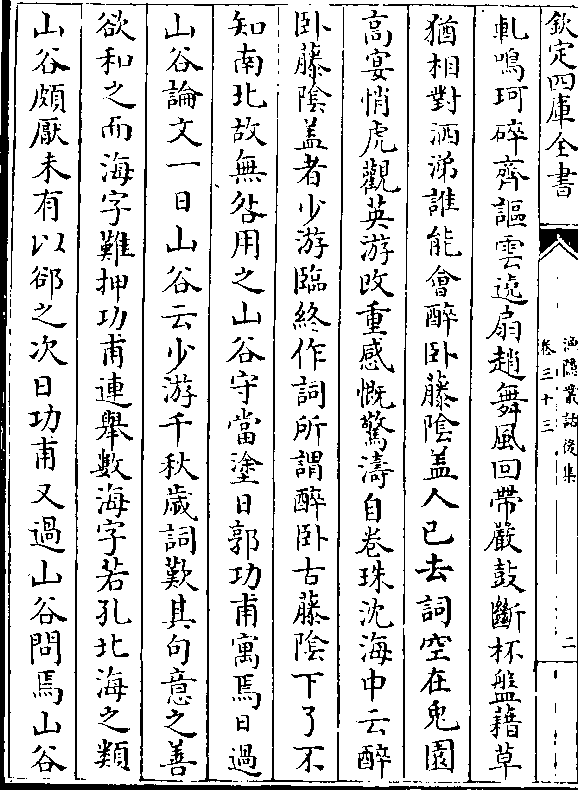 欽定四庫全書
漁隠叢話後集
卷三十三
二
軋鳴珂碎齊謳雲遶扇趙舞風回帶嚴鼓斷杯盤藉草
猶相對洒涕誰能會醉卧藤陰盖人已去詞空在兔園
高宴悄虎觀英游改重感慨驚濤自卷珠沈海中云醉
卧藤陰盖者少游臨終作詞所謂醉卧古藤陰下了不
知南北故無咎用之山谷守當塗日郭功甫寓焉日過
山谷論文一日山谷云少游千秋歲詞歎其句意之善
欲和之而海字難押功甫連舉數海字若孔北海之類
山谷頗厭未有以郤之次日功甫又過山谷問焉山谷